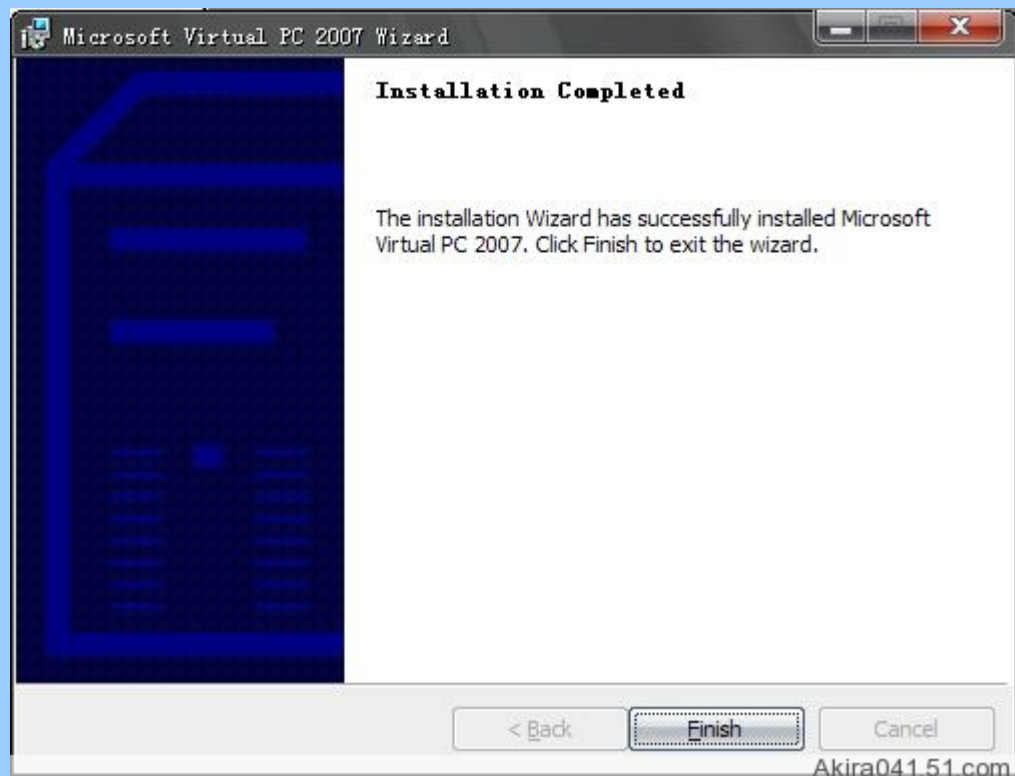 Microsoft Virtual PC 2007 Wizard
Installation Completed
The installation Wizard has successfully installed Microsoft
Virtual PC 2007. Click Finish to exit the wizard.
< Back
Finish
Cancel
Akira041.51.com